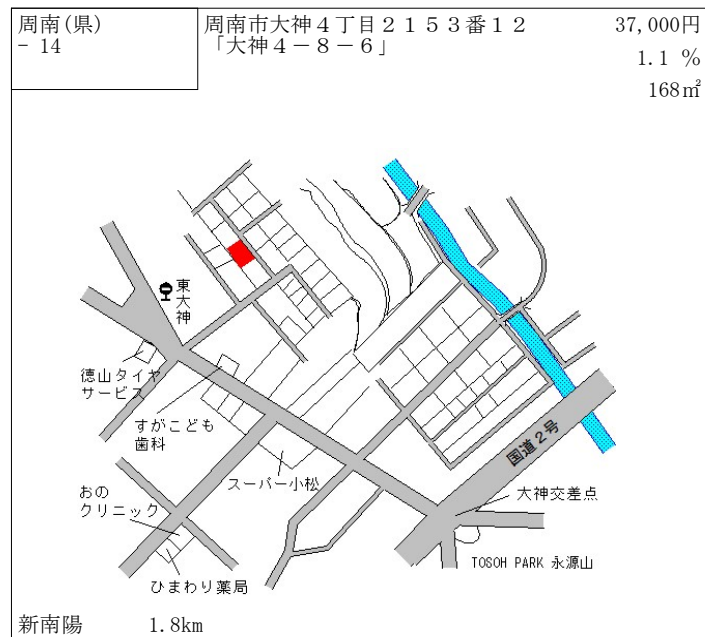 周南(県)
- 14
周南市大神４丁目２１５３番１２
「大神４－８－６」
37,000円
1.1 %
168㎡
東大神
徳山タイヤ
サービス
すがこども
歯科
スーパー小松
おの
クリニック
ひまわり薬局
国道２号
大神交差点
TOSOH PARK 永源山
新南陽 1.8km